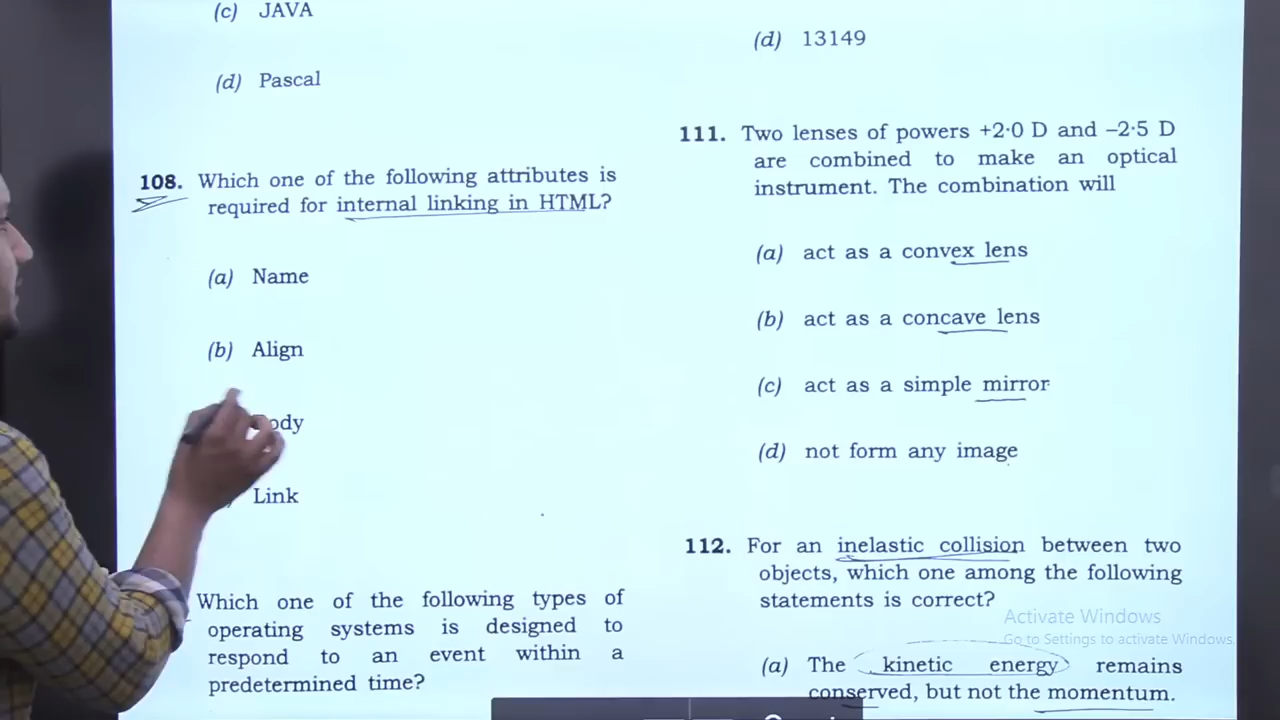 (c) JAVA
(d) Pascal
108. Which one of the following attributes is
required for internal linking in HTML?
(a) Name
(b) Align
Body
Link
Which one of the following types of
operating systems is designed to
respond to an event within a
predetermined time?
(d) 13149
111. Two lenses of powers +2·0 D and –2·5 D
are combined to make an optical
instrument. The combination will
(a) act as a convex lens
(b) act as a concave lens
(c) act as a simple mirror
(d) not form any image
112. For an inelastic collision between two
objects, which one among the following
statements is correct?
(a) The kinetic energy remains
conserved, but not the momentum.
Activate Windows
Go to Settings to activate Windows.